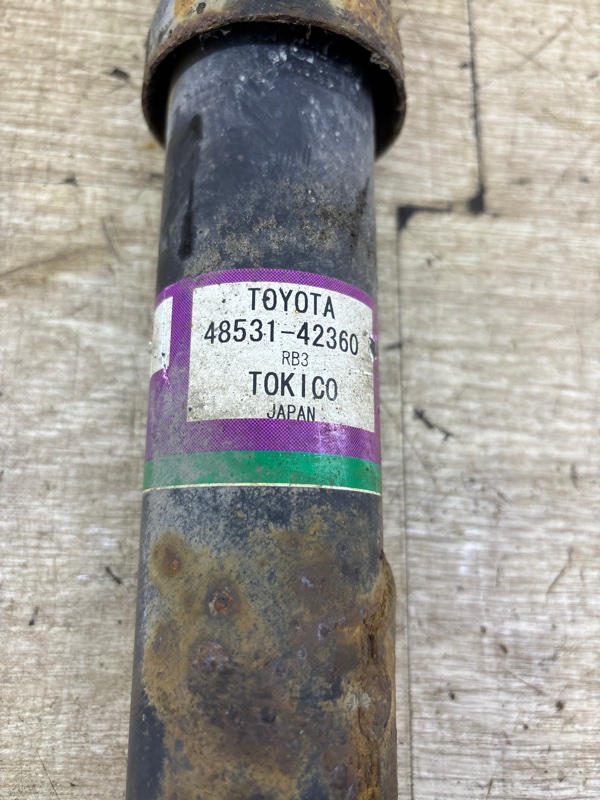 TOYOTA
48531-42360
RB3
TOKICO
JAPAN